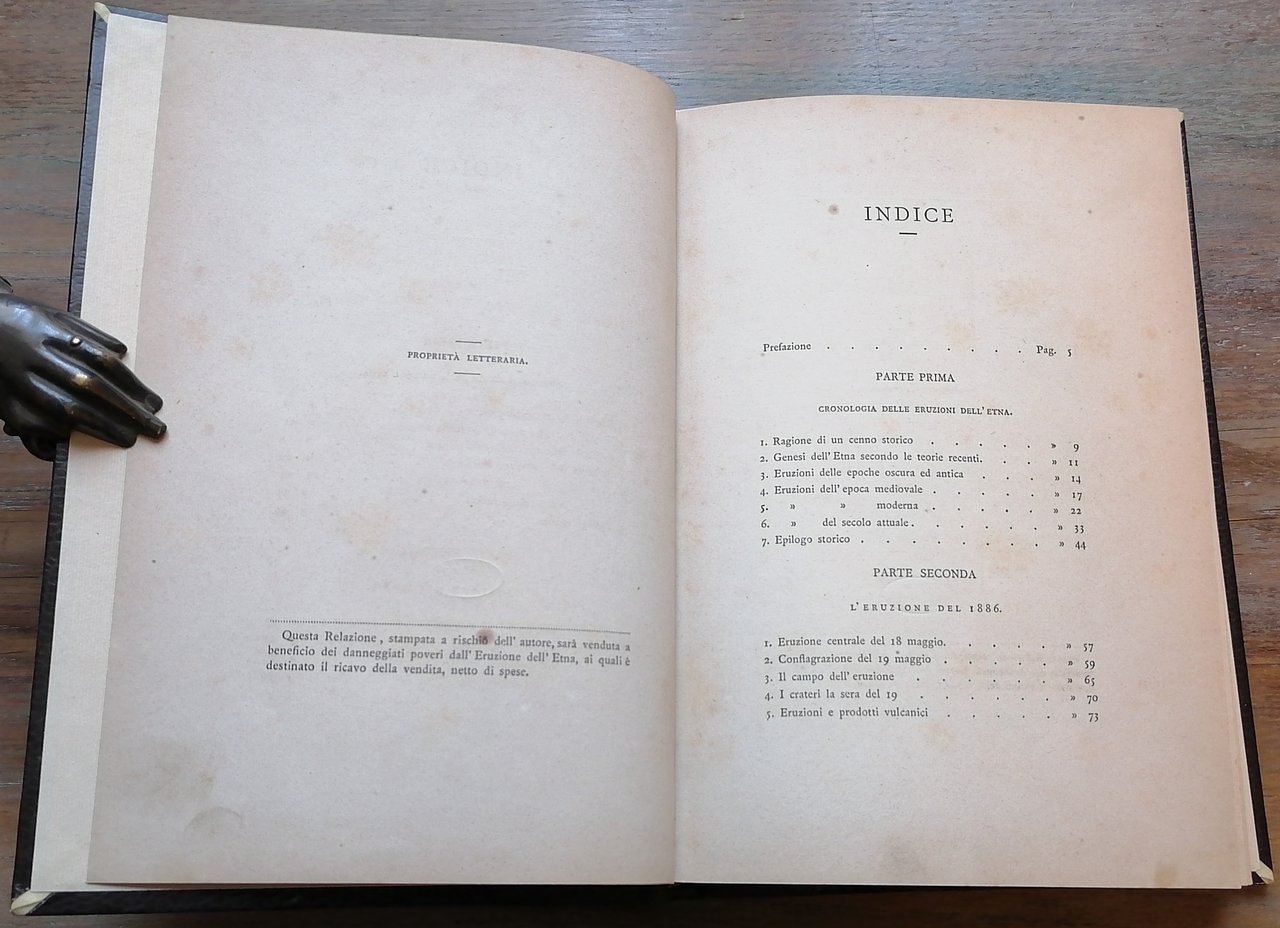 PROPRIETÀ LETTERARIA.
Questa Relazione, stampata a rischio dell' autore, sarà venduta a
beneficio dei danneggiati poveri dall' Eruzione dell' Etna, ai quali è
destinato il ricavo della vendita, netto di spese.
INDICE
Prefazione . . . . . . . . . Pag. 5
PARTE PRIMA
CRONOLOGIA DELLE ERUZIONI DELL' ETNA.
1. Ragione di un cenno storico . . . . . » 9
2. Genesi dell' Etna secondo le teorie recenti. . . . » 11
3. Eruzioni delle epoche oscura ed antica . . . » 14
4. Eruzioni dell' epoca mediovale . . . . . » 17
5. » » moderna . . . . . » 22
6. » del secolo attuale . . . . . . » 33
7. Epilogo storico . . . . . . . . » 44
PARTE SECONDA
L' ERUZIONE DEL 1886.
1. Eruzione centrale del 18 maggio. . . . . » 57
2. Conflagrazione del 19 maggio . . . . . » 59
3. Il campo dell' eruzione . . . . . . » 65
4. I crateri la sera del 19 . . . . . . » 70
5. Eruzioni e prodotti vulcanici . . . . . » 73